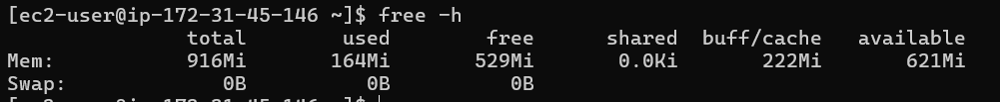 [ec2-user@ip-172-31-45-146 ~]$ free -h
total used free shared buff/cache available
Mem: 916Mi 164Mi 529Mi 0.0Ki 222Mi 621Mi
Swap: 0B 0B 0B
[ec2-user@ip-172-31-45-146 ~]$